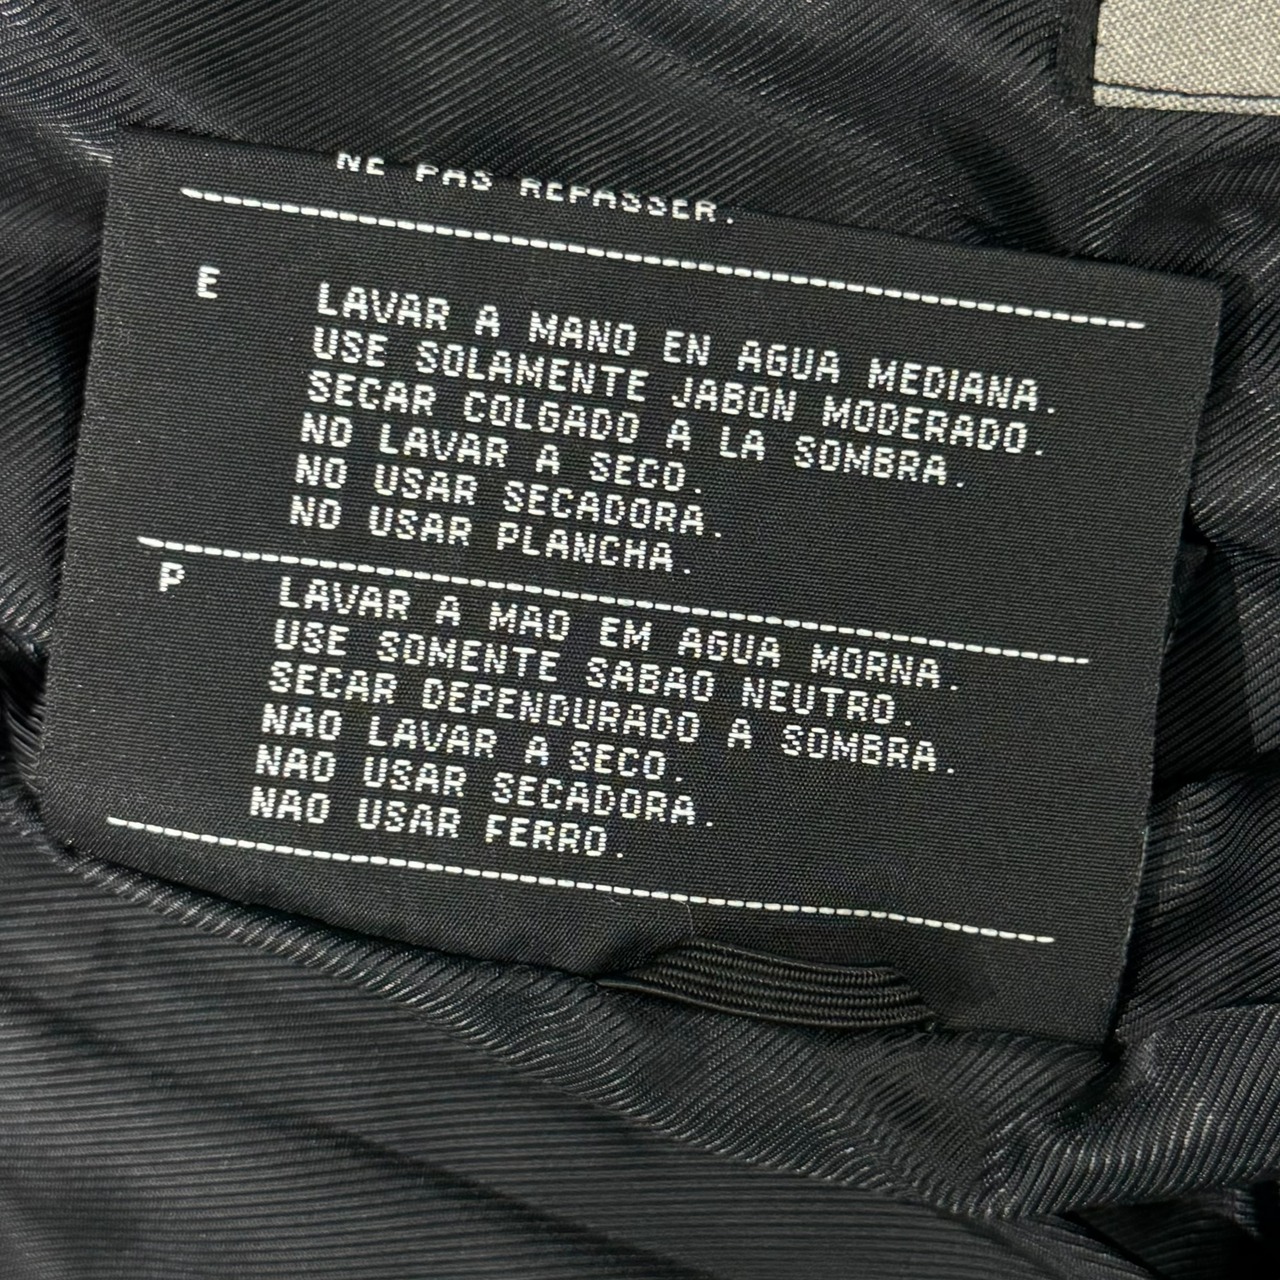 NE PAS REPASSER.
E LAVAR A MANO EN AGUA MEDIANA.
USE SOLAMENTE JABON MODERADO.
SECAR COLGADO A LA SOMBRA.
NO LAVAR A SECO.
NO USAR SECADORA.
NO USAR PLANCHA.
P LAVAR A MAO EM AGUA MORNA.
USE SOMENTE SABAO NEUTRO.
SECAR DEPENDURADO A SOMBRA.
NAO LAVAR A SECO.
NAO USAR SECADORA.
NAO USAR FERRO.